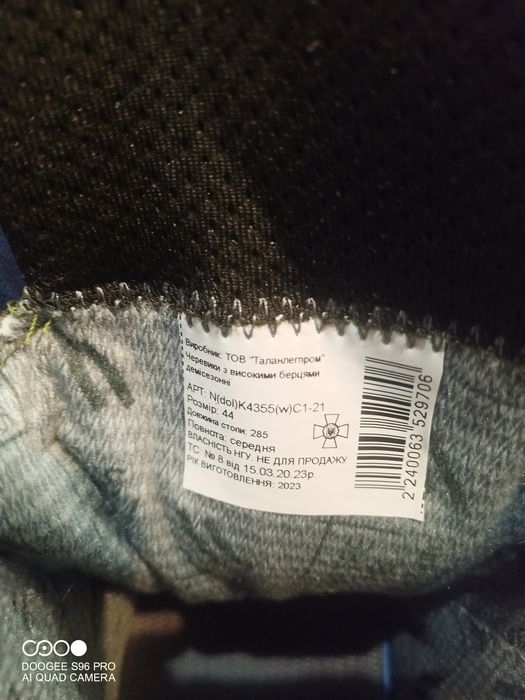 Виробник: ТОВ "Таланлегпром"
Черевики з високими берцями
демісезонні
АРТ: N(dol)K4355(w)C1-21
Розмір: 44
Довжина стопи: 285
Повнота: середня
ВЛАСНІСТЬ НГУ. НЕ ДЛЯ ПРОДАЖУ
ТС № 8 від 15.03.20.23р.
РІК ВИГОТОВЛЕННЯ: 2023
2 240063 529706
DOOGEE S96 PRO
AI QUAD CAMERA